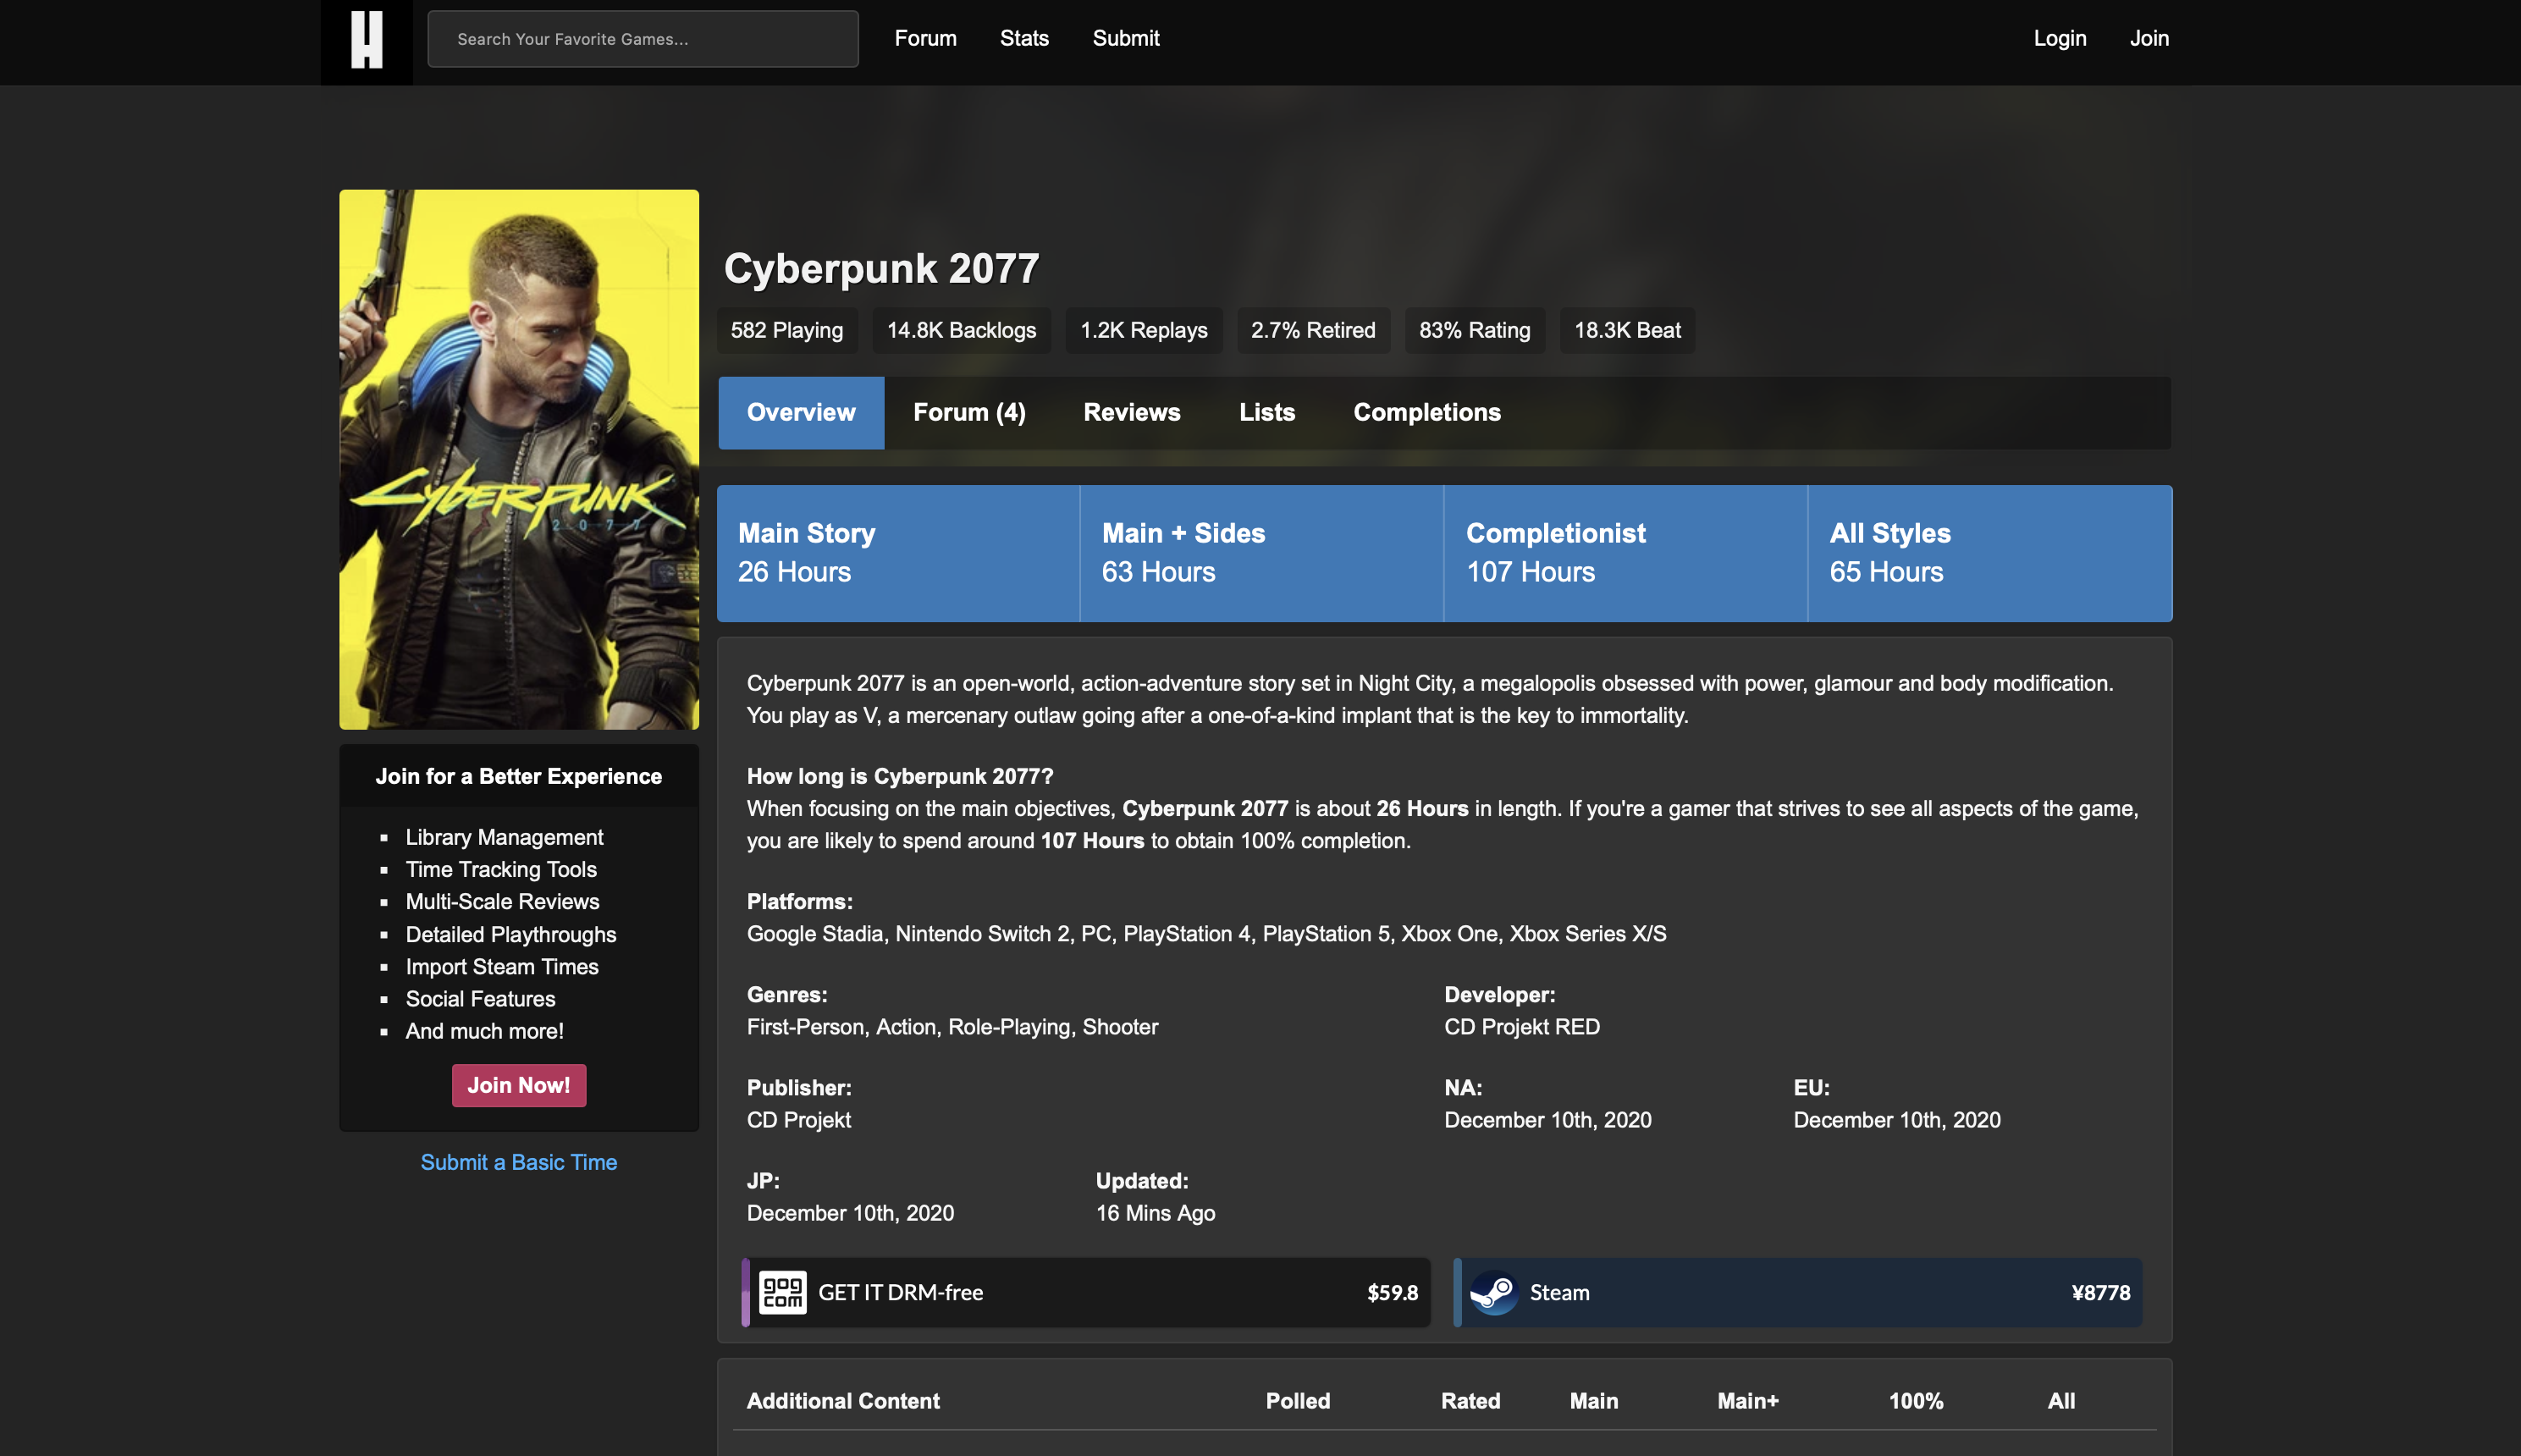 H
Search Your Favorite Games...
Forum
Stats
Submit
Login
Join
CYBERPUNK
2077
Cyberpunk 2077
582 Playing
14.8K Backlogs
1.2K Replays
2.7% Retired
83% Rating
18.3K Beat
Overview
Forum (4)
Reviews
Lists
Completions
Main Story
26 Hours
Main + Sides
63 Hours
Completionist
107 Hours
All Styles
65 Hours
Cyberpunk 2077 is an open-world, action-adventure story set in Night City, a megalopolis obsessed with power, glamour and body modification.
You play as V, a mercenary outlaw going after a one-of-a-kind implant that is the key to immortality.
How long is Cyberpunk 2077?
When focusing on the main objectives, Cyberpunk 2077 is about 26 Hours in length. If you're a gamer that strives to see all aspects of the game,
you are likely to spend around 107 Hours to obtain 100% completion.
Platforms:
Google Stadia, Nintendo Switch 2, PC, PlayStation 4, PlayStation 5, Xbox One, Xbox Series X/S
Genres:
First-Person, Action, Role-Playing, Shooter
Developer:
CD Projekt RED
Publisher:
CD Projekt
NA:
December 10th, 2020
EU:
December 10th, 2020
JP:
December 10th, 2020
Updated:
16 Mins Ago
gog
com
GET IT DRM-free
$59.8
Steam
¥8778
Additional Content
Polled
Rated
Main
Main+
100%
All
Join for a Better Experience
▪ Library Management
▪ Time Tracking Tools
▪ Multi-Scale Reviews
▪ Detailed Playthroughs
▪ Import Steam Times
▪ Social Features
▪ And much more!
Join Now!
Submit a Basic Time